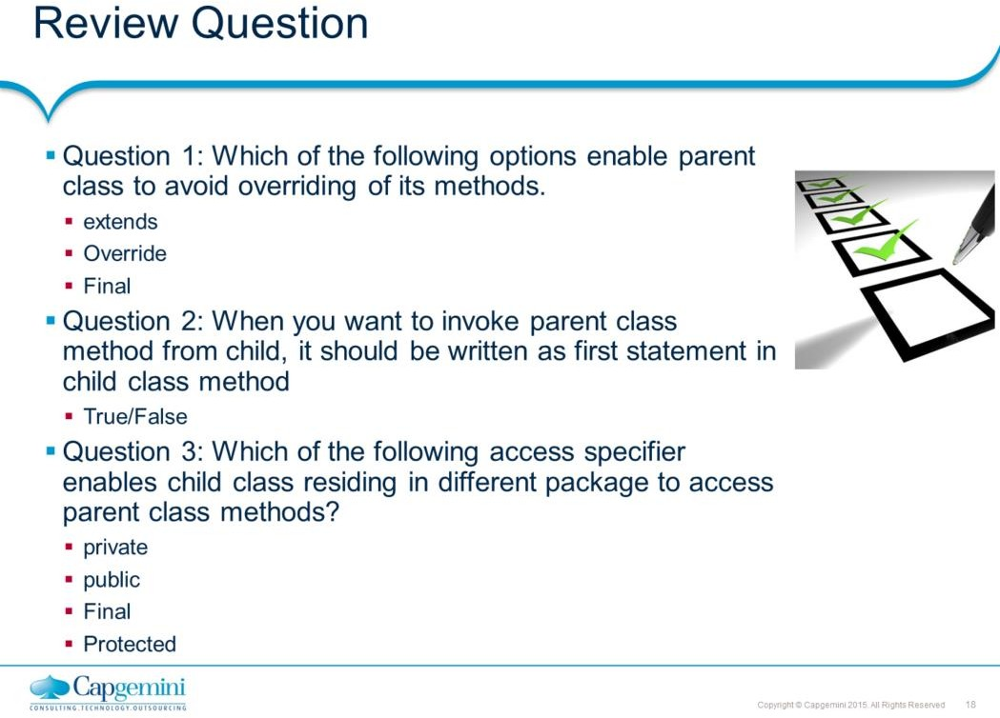 Review Question
Question 1: Which of the following options enable parent
class to avoid overriding of its methods.
extends
Override
Final
Question 2: When you want to invoke parent class
method from child, it should be written as first statement in
child class method
True/False
Question 3: Which of the following access specifier
enables child class residing in different package to access
parent class methods?
private
public
Final
Protected
Capgemini
CONSULTING.TECHNOLOGY.OUTSOURCING
Copyright © Capgemini 2015. All Rights Reserved 18